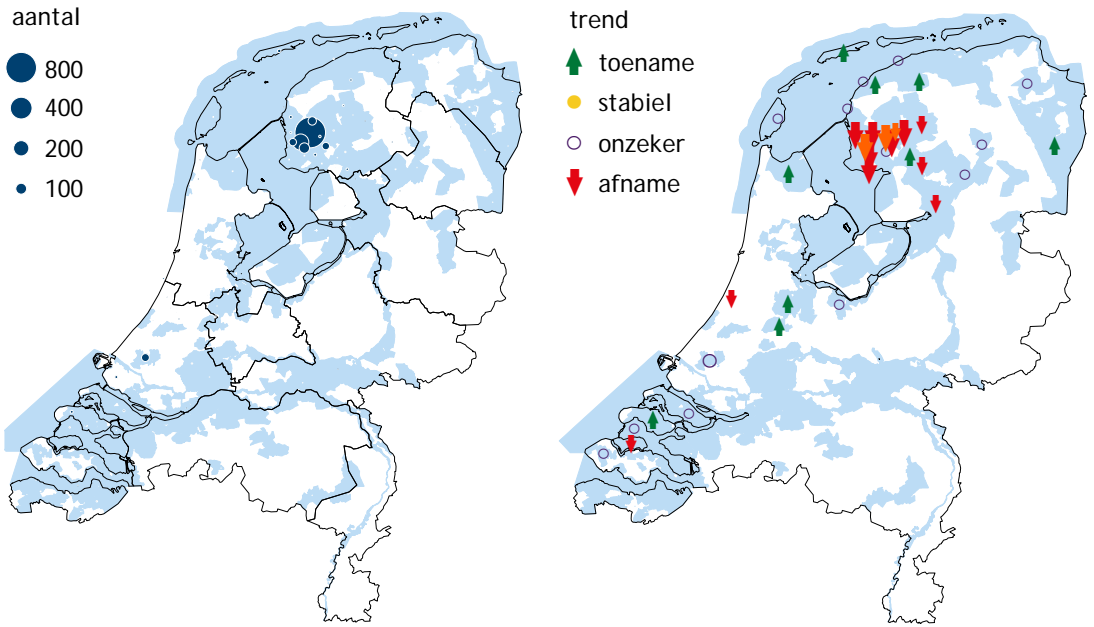 aantal
800
400
200
100
trend
toename
stabiel
onzeker
afname